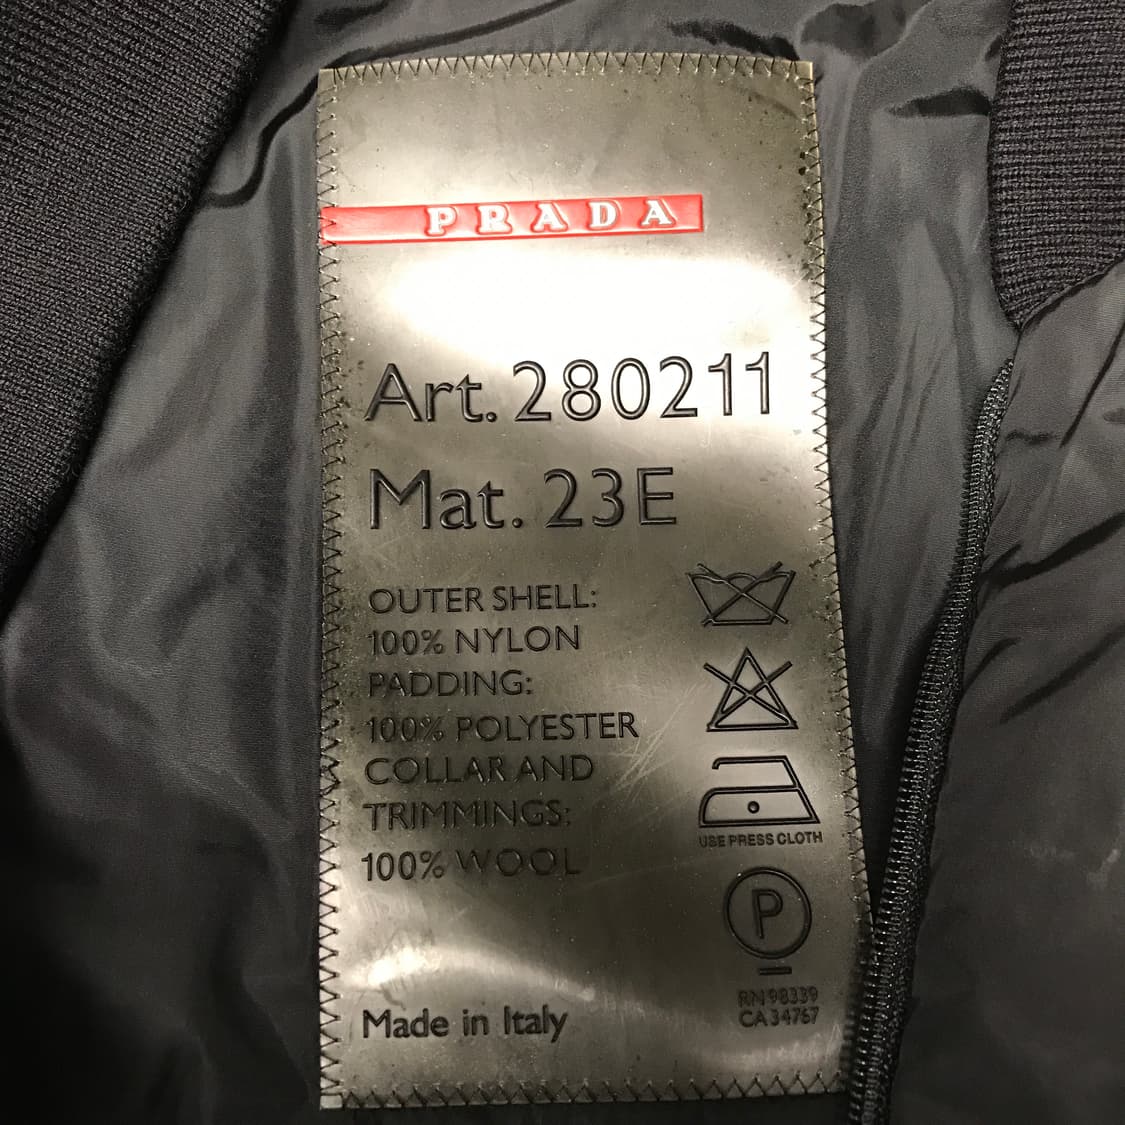 PRADA
Art. 280211
Mat. 23E
OUTER SHELL:
100% NYLON
PADDING:
100% POLYESTER
COLLAR AND
TRIMMINGS:
100% WOOL
USE PRESS CLOTH
P
RN 98339
CA 34767
Made in Italy